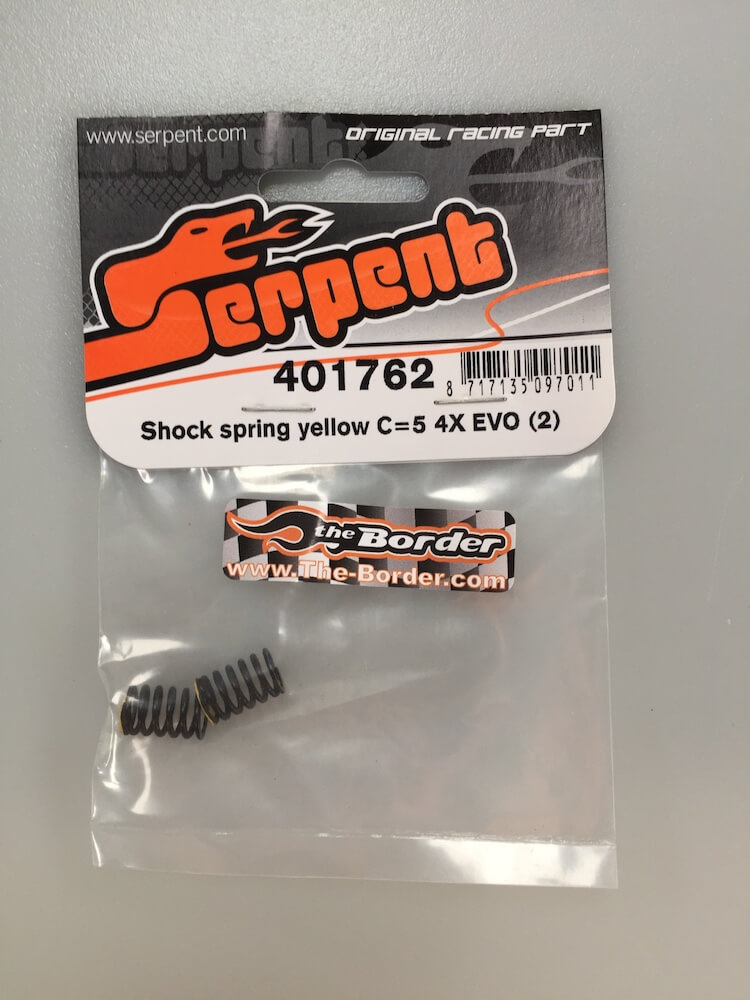 www.serpent.com
ORIGINAL RACING PART
Serpent
Serpent
401762
8 717135 097011
Shock spring yellow C=5 4X EVO (2)
the Border
www.The-Border.com